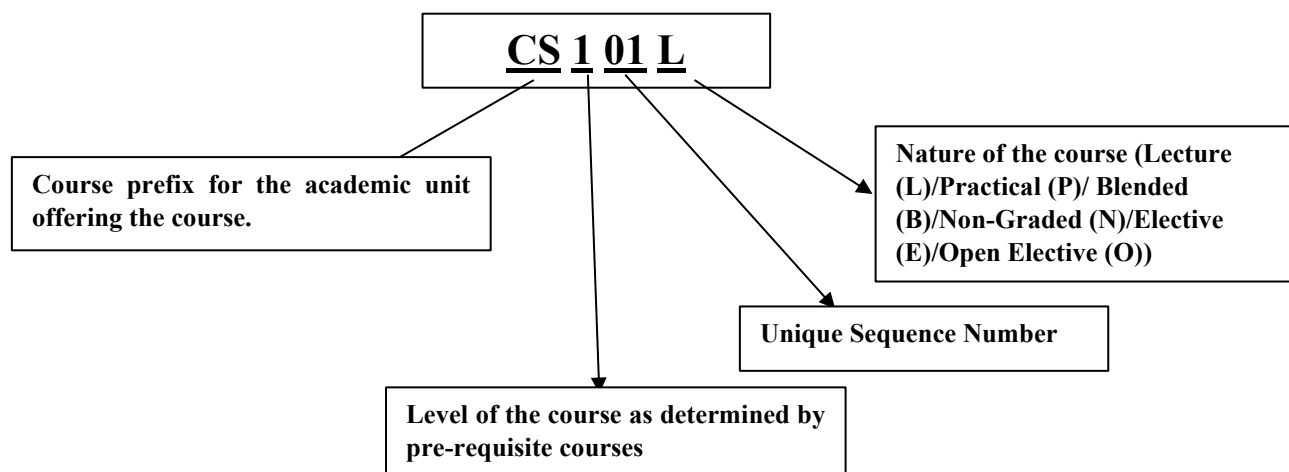 CS 1 01 L
Course prefix for the academic unit
offering the course.
Nature of the course (Lecture
(L)/Practical (P)/ Blended
(B)/Non-Graded (N)/Elective
(E)/Open Elective (O))
Unique Sequence Number
Level of the course as determined by
pre-requisite courses